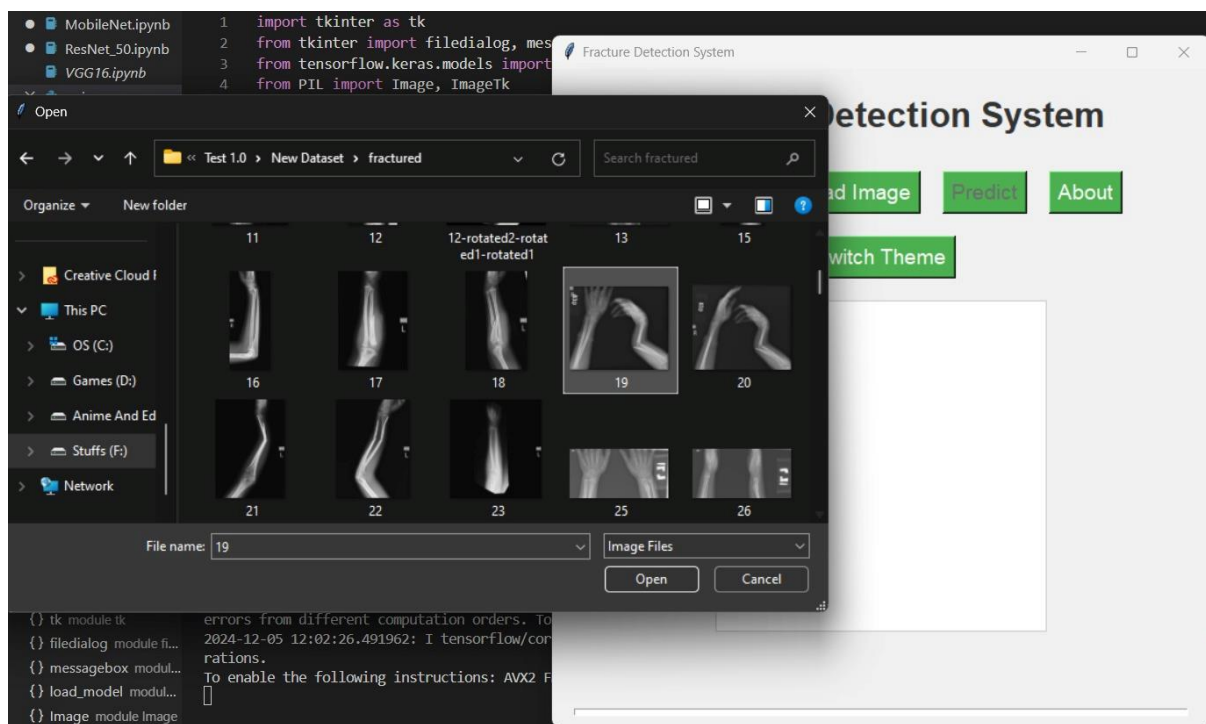 MobileNet.ipynb
ResNet_50.ipynb
VGG16.ipynb
1 import tkinter as tk
2 from tkinter import filedialog, mes
3 from tensorflow.keras.models import
4 from PIL import Image, ImageTk
Fracture Detection System
etection System
ad Image
Predict
About
witch Theme
Open
« Test 1.0 › New Dataset › fractured
Search fractured
Organize
New folder
Creative Cloud F
This PC
OS (C:)
Games (D:)
Anime And Ed
Stuffs (F:)
Network
11 12 12-rotated2-rotat 13 15
ed1-rotated1
16 17 18 19 20
21 22 23 25 26
File name: 19
Image Files
Open Cancel
{} tk module tk
{} filedialog module fi...
{} messagebox modul...
{} load_model modul...
{} Image module Image
errors from different computation orders. To
2024-12-05 12:02:26.491962: I tensorflow/cor
rations.
To enable the following instructions: AVX2 F